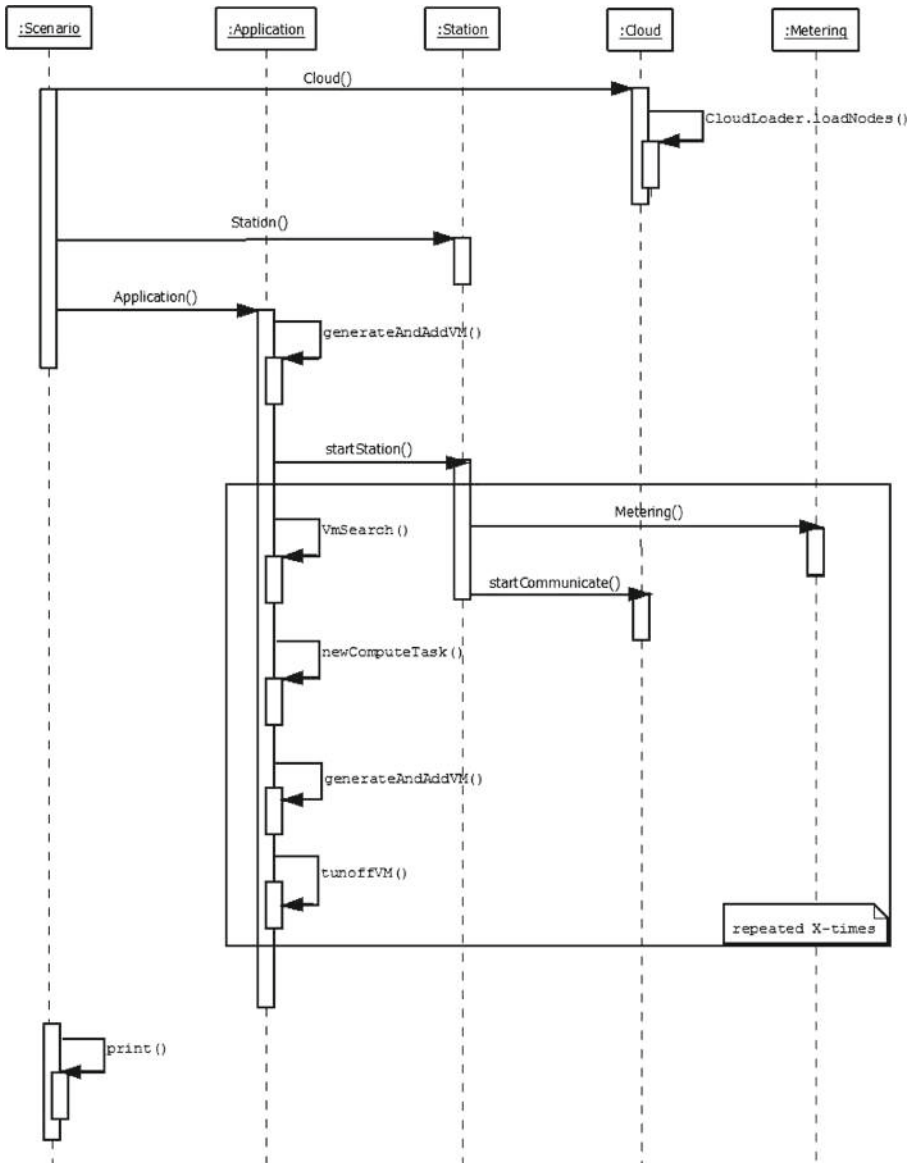 :Scenario
:Application
:Station
:Cloud
:Metering
Cloud()
CloudLoader.loadNodes()
Station()
Application()
generateAndAddVM()
startStation()
Metering()
VmSearch()
startCommunicate()
newComputeTask()
generateAndAddVM()
tunoffVM()
repeated X-times
print()